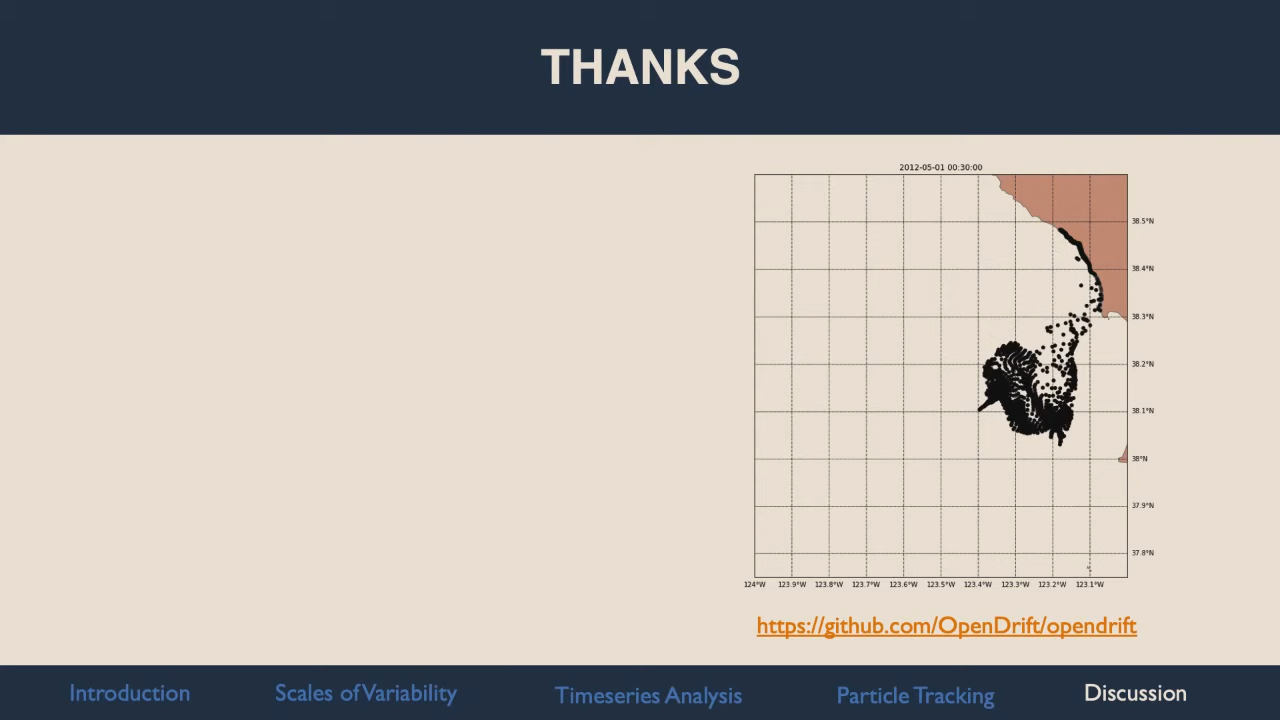 THANKS
2012-05-01 00:30:00
38.5°N
38.4°N
38.3°N
38.2°N
38.1°N
38°N
37.9°N
37.8°N
124°W 123.9°W 123.8°W 123.7°W 123.6°W 123.5°W 123.4°W 123.3°W 123.2°W 123.1°W
https://github.com/OpenDrift/opendrift
Introduction Scales of Variability Timeseries Analysis Particle Tracking Discussion